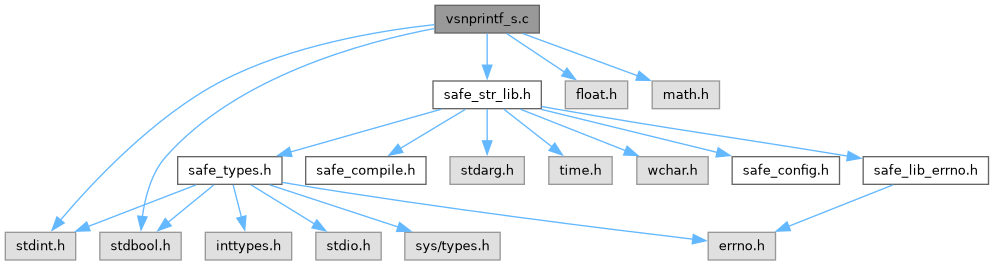 vsnprintf_s.c
safe_str_lib.h
float.h
math.h
safe_types.h
safe_compile.h
stdarg.h
time.h
wchar.h
safe_config.h
safe_lib_errno.h
stdint.h
stdbool.h
inttypes.h
stdio.h
sys/types.h
errno.h